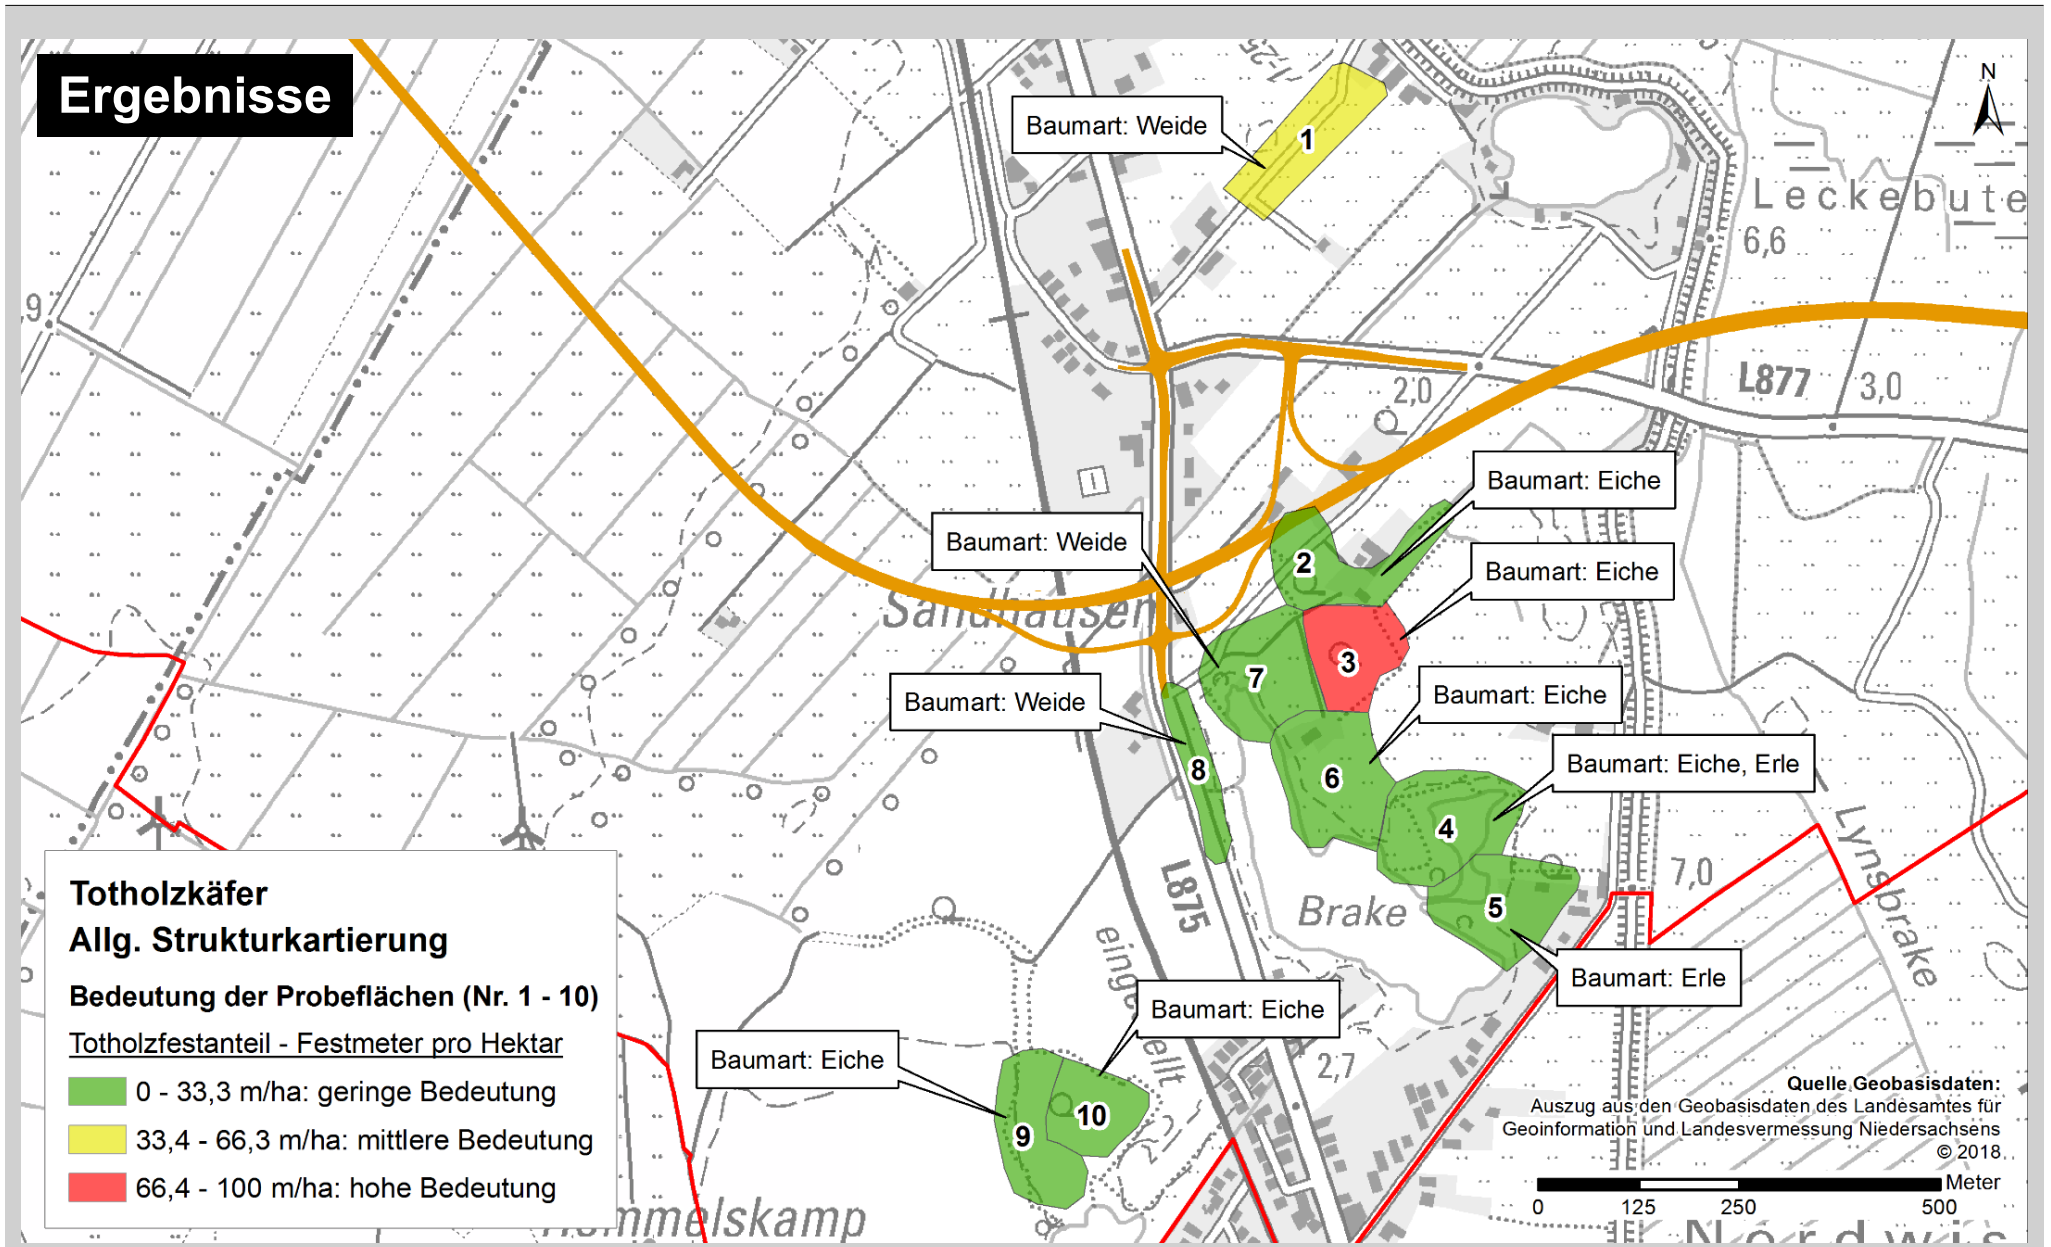 Ergebnisse
1-25
N
Baumart: Weide
1
Leckebute
6,6
9
L877
3,0
2,0
Baumart: Eiche
Baumart: Weide
2
Baumart: Eiche
Sandhausen
3
7
Baumart: Eiche
Baumart: Weide
6
8
Baumart: Eiche, Erle
4
Lynsbrake
7,0
L875
Brake
5
Baumart: Erle
Baumart: Eiche
Baumart: Eiche
2,7
10
9
Totholzkäfer
Allg. Strukturkartierung
Bedeutung der Probeflächen (Nr. 1 - 10)
Totholzfestanteil - Festmeter pro Hektar
0 - 33,3 m/ha: geringe Bedeutung
33,4 - 66,3 m/ha: mittlere Bedeutung
66,4 - 100 m/ha: hohe Bedeutung
Quelle Geobasisdaten:
Auszug aus den Geobasisdaten des Landesamtes für
Geoinformation und Landesvermessung Niedersachsens
© 2018
Meter
0 125 250 500